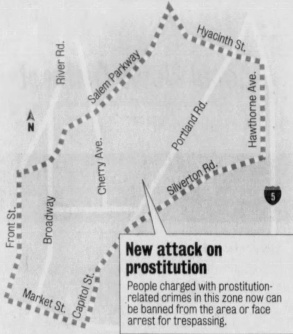 Hyacinth St.
River Rd.
Salem Parkway
Hawthorne Ave.
Portland Rd.
N
Cherry Ave.
Silverton Rd.
5
Front St.
Broadway
Market St.
Capitol St.
New attack on
prostitution
People charged with prostitution-
related crimes in this zone now can
be banned from the area or face
arrest for trespassing.